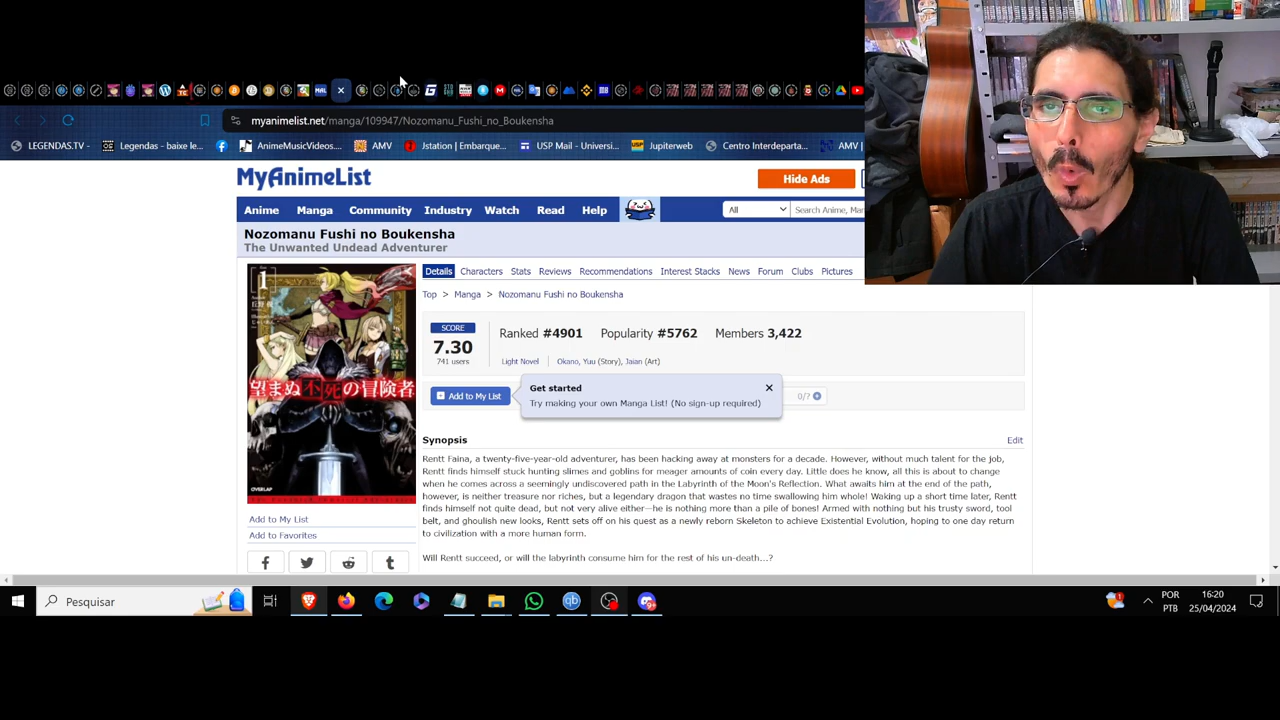 myanimelist.net/manga/109947/Nozomanu_Fushi_no_Boukensha
LEGENDAS.TV -
Legendas - baixe le...
AnimeMusicVideos....
AMV
Jstation | Embarque...
USP Mail - Universi...
Jupiterweb
Centro Interdeparta...
AMV |
MyAnimeList
Hide Ads
Anime Manga Community Industry Watch Read Help
All
Search Anime, Man
Nozomanu Fushi no Boukensha
The Unwanted Undead Adventurer
Details Characters Stats Reviews Recommendations Interest Stacks News Forum Clubs Pictures
Top > Manga > Nozomanu Fushi no Boukensha
SCORE
7.30
741 users
Ranked #4901 Popularity #5762 Members 3,422
Light Novel
Okano, Yuu (Story), Jaian (Art)
1
望まぬ不死の冒険者
OVERLAP
Add to My List
Get started
Try making your own Manga List! (No sign-up required)
0/?
Synopsis
Edit
Rentt Faina, a twenty-five-year-old adventurer, has been hacking away at monsters for a decade. However, without much talent for the job,
Rentt finds himself stuck hunting slimes and goblins for meager amounts of coin every day. Little does he know, all this is about to change
when he comes across a seemingly undiscovered path in the Labyrinth of the Moon's Reflection. What awaits him at the end of the path,
however, is neither treasure nor riches, but a legendary dragon that wastes no time swallowing him whole! Waking up a short time later, Rentt
finds himself not quite dead, but not very alive either—he is nothing more than a pile of bones! Armed with nothing but his trusty sword, tool
belt, and ghoulish new looks, Rentt sets off on his quest as a newly reborn Skeleton to achieve Existential Evolution, hoping to one day return
to civilization with a more human form.
Will Rentt succeed, or will the labyrinth consume him for the rest of his un-death...?
Add to My List
Add to Favorites
Pesquisar
POR
PTB
16:20
25/04/2024